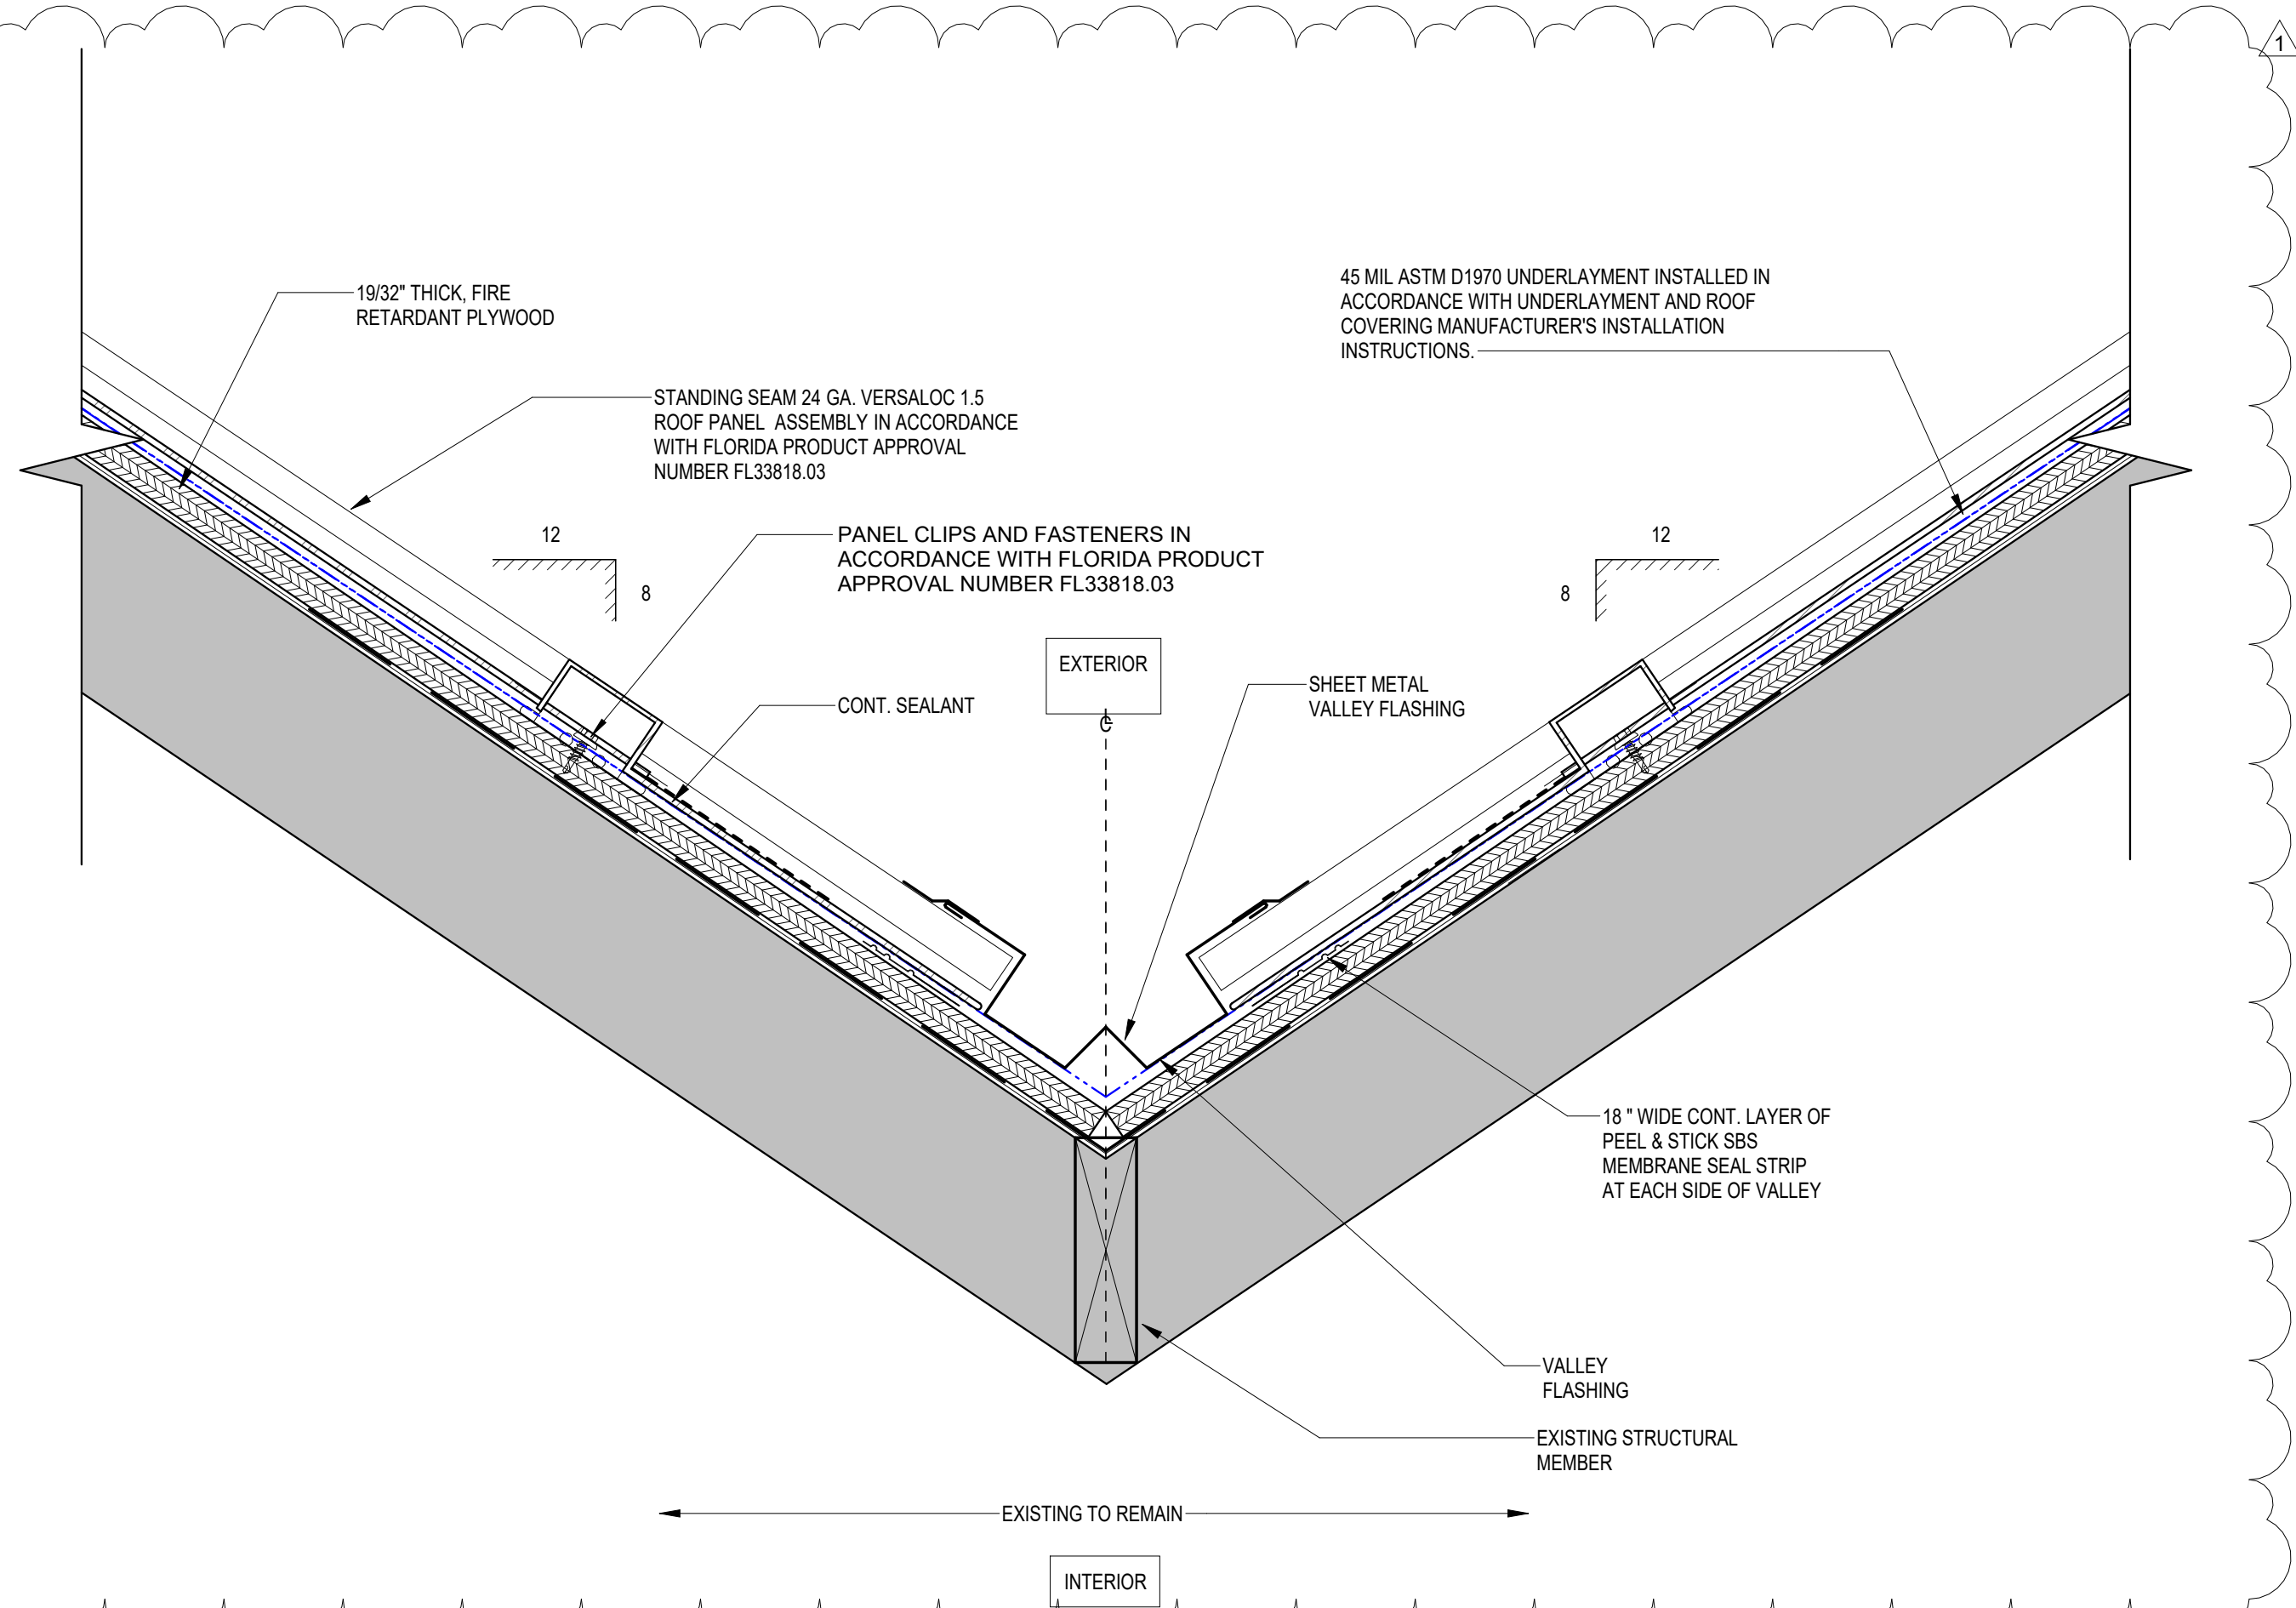 1
19/32" THICK, FIRE
RETARDANT PLYWOOD
45 MIL ASTM D1970 UNDERLAYMENT INSTALLED IN
ACCORDANCE WITH UNDERLAYMENT AND ROOF
COVERING MANUFACTURER'S INSTALLATION
INSTRUCTIONS.
STANDING SEAM 24 GA. VERSALOC 1.5
ROOF PANEL ASSEMBLY IN ACCORDANCE
WITH FLORIDA PRODUCT APPROVAL
NUMBER FL33818.03
12
8
PANEL CLIPS AND FASTENERS IN
ACCORDANCE WITH FLORIDA PRODUCT
APPROVAL NUMBER FL33818.03
12
8
EXTERIOR
℄
CONT. SEALANT
SHEET METAL
VALLEY FLASHING
18 " WIDE CONT. LAYER OF
PEEL & STICK SBS
MEMBRANE SEAL STRIP
AT EACH SIDE OF VALLEY
VALLEY
FLASHING
EXISTING STRUCTURAL
MEMBER
EXISTING TO REMAIN
INTERIOR